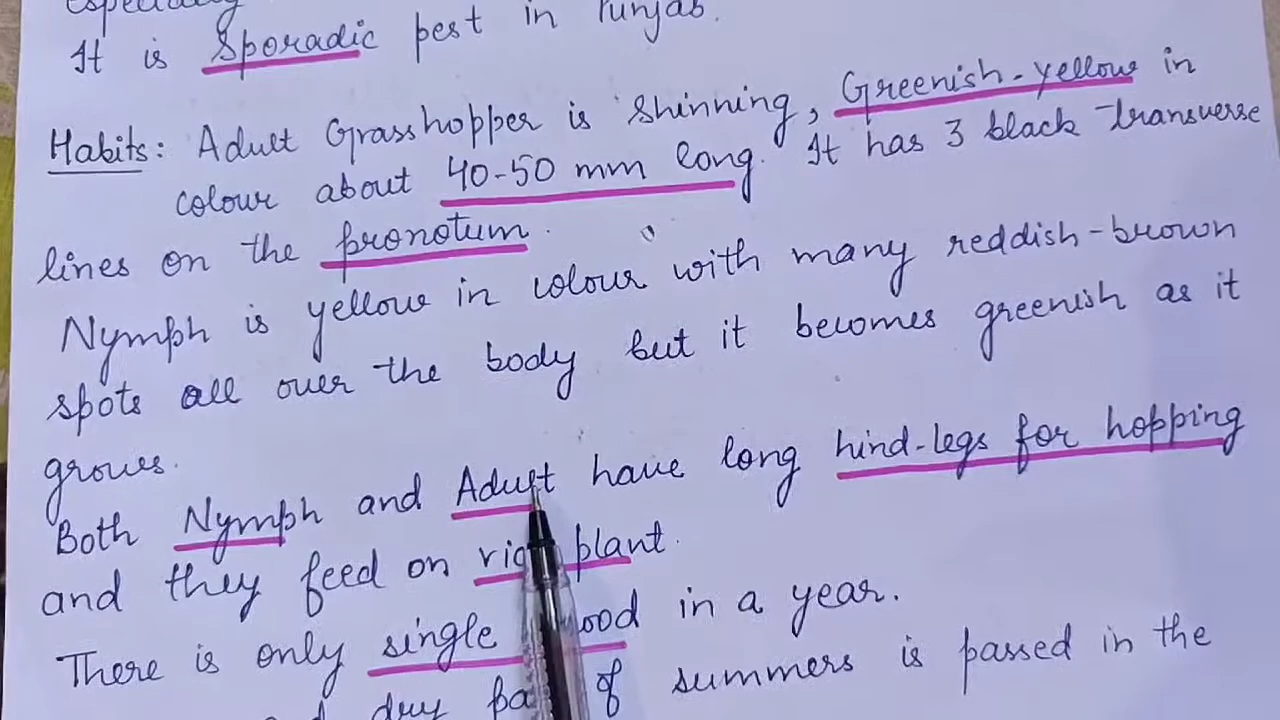 It is Sporadic pest in Punjab.
Habits: Adult Grasshopper is shinning, Greenish-yellow in
colour about 40-50 mm long. It has 3 black transverse
lines on the pronotum.
Nymph is yellow in colour with many reddish-brown
spots all over the body but it becomes greenish as it
grows.
Both Nymph and Adult have long hind-legs for hopping
and they feed on plant.
There is only single in a year.
dry of summers is passed in the